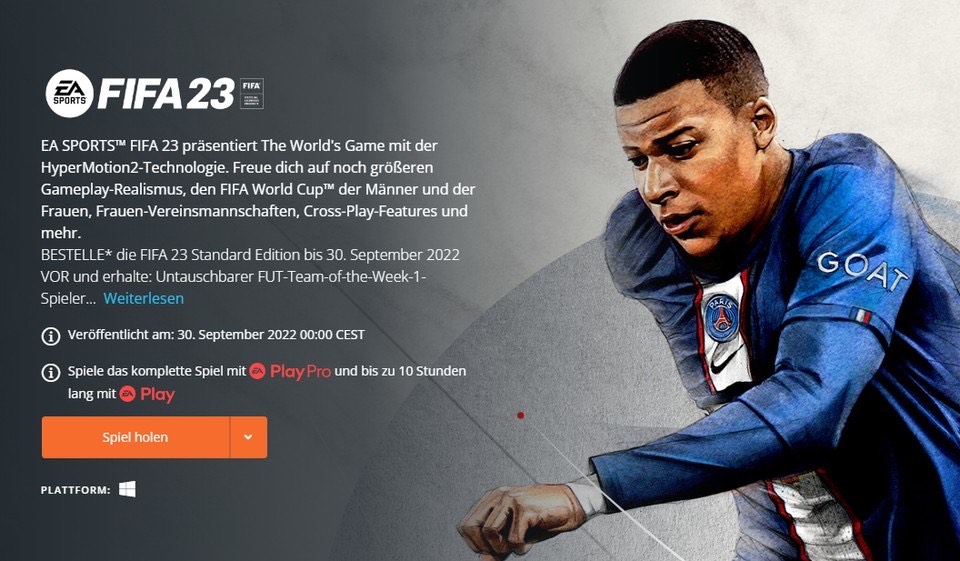 EA SPORTS FIFA 23 FIFA
EA SPORTS™ FIFA 23 präsentiert The World's Game mit der
HyperMotion2-Technologie. Freue dich auf noch größeren
Gameplay-Realismus, den FIFA World Cup™ der Männer und der
Frauen, Frauen-Vereinsmannschaften, Cross-Play-Features und
mehr.
BESTELLE* die FIFA 23 Standard Edition bis 30. September 2022
VOR und erhalte: Untauschbarer FUT-Team-of-the-Week-1-
Spieler... Weiterlesen
Veröffentlicht am: 30. September 2022 00:00 CEST
Spiele das komplette Spiel mit EA Play Pro und bis zu 10 Stunden
lang mit EA Play
Spiel holen
PLATTFORM:
GOAT
PARIS